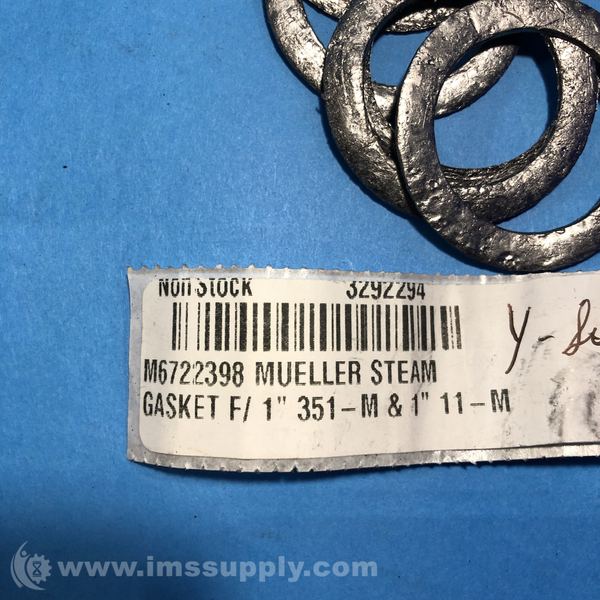 Non Stock 3292294
M6722398 MUELLER STEAM
GASKET F/ 1" 351-M & 1" 11-M
Y-
www.imssupply.com